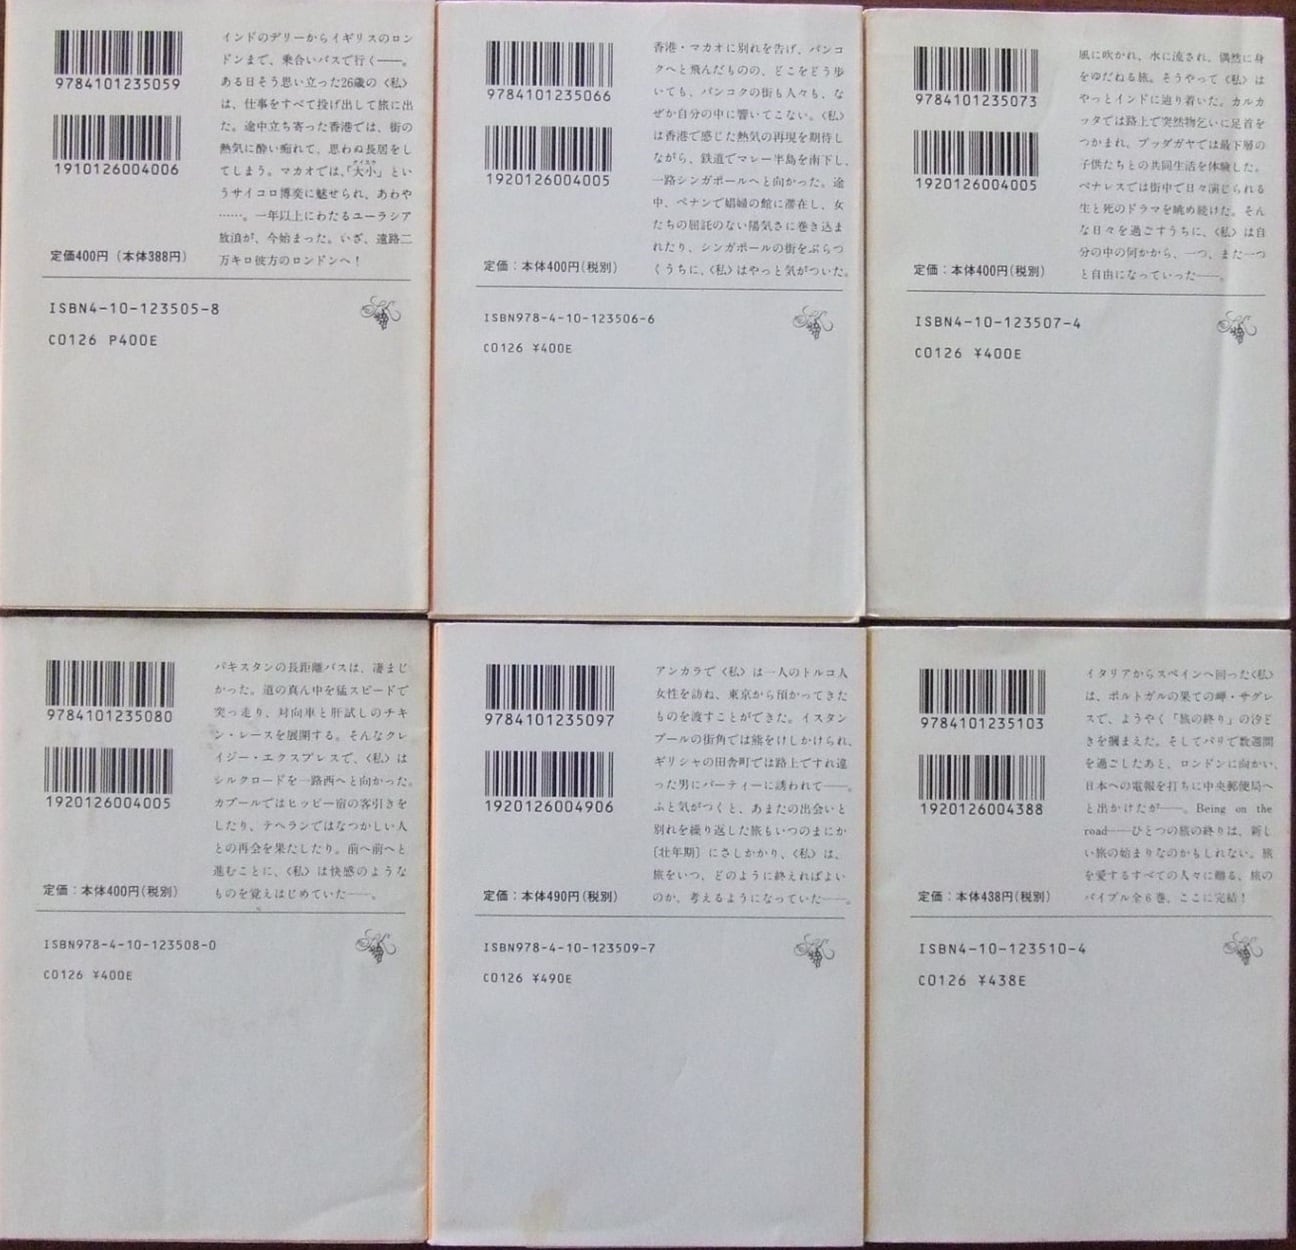 9784101235059
1910126004006
定価400円（本体388円）
インドのデリーからイギリスのロン
ドンまで、乗合いバスで行く――。
ある日そう思い立った26歳の〈私〉
は、仕事をすべて投げ出して旅に出
た。途中立ち寄った香港では、街の
熱気に酔い痴れて、思わぬ長居をし
てしまう。マカオでは、「大小」とい
うサイコロ博奕に魅せられ、あわや
……。一年以上にわたるユーラシア
放浪が、今始まった。いざ、遠路二
万キロ彼方のロンドンへ！
ISBN4-10-123505-8
C0126 P400E
9784101235066
1920126004005
定価：本体400円(税別)
香港・マカオに別れを告げ、バンコ
クへと飛んだものの、どこをどう歩
いても、バンコクの街も人々も、な
ぜか自分の中に響いてこない。〈私〉
は香港で感じた熱気の再現を期待し
ながら、鉄道でマレー半島を南下し、
一路シンガポールへと向かった。途
中、ペナンで娼婦の館に滞在し、女
たちの屈託のない陽気さに巻き込ま
れたり、シンガポールの街をぶらつ
くうちに、〈私〉はやっと気がついた。
ISBN978-4-10-123506-6
C0126 ¥400E
9784101235073
1920126004005
定価：本体400円(税別)
風に吹かれ、水に流され、偶然に身
をゆだねる旅。そうやって〈私〉は
やっとインドに辿り着いた。カルカ
ッタでは路上で突然物乞いに足首を
つかまれ、ブッダガヤでは最下層の
子供たちとの共同生活を体験した。
ベナレスでは街中で日々演じられる
生と死のドラマを眺め続けた。そん
な日々を過ごすうちに、〈私〉は自
分の中の何かから、一つ、また一つ
と自由になっていった――。
ISBN4-10-123507-4
C0126 ¥400E
9784101235080
1920126004005
定価：本体400円(税別)
パキスタンの長距離バスは、凄まじ
かった。道の真ん中を猛スピードで
突っ走り、対向車と肝試しのチキ
ン・レースを展開する。そんなクレ
イジー・エクスプレスで、〈私〉は
シルクロードを一路西へと向かった。
カブールではヒッピー宿の客引きを
したり、テヘランではなつかしい人
との再会を果たしたり。前へ前へと
進むことに、〈私〉は快感のような
ものを覚えはじめていた――。
ISBN978-4-10-123508-0
C0126 ¥400E
9784101235097
1920126004906
定価：本体490円(税別)
アンカラで〈私〉は一人のトルコ人
女性を訪ね、東京から預かってきた
ものを渡すことができた。イスタン
ブールの街角では熊をけしかけられ、
ギリシャの田舎町では路上ですれ違
った男にパーティーに誘われて――。
ふと気がつくと、あまたの出会いと
別れを繰り返した旅もいつのまにか
〔壮年期〕にさしかかり、〈私〉は、
旅をいつ、どのように終えればよい
のか、考えるようになっていた――。
ISBN978-4-10-123509-7
C0126 ¥490E
9784101235103
1920126004388
定価：本体438円(税別)
イタリアからスペインへ回った〈私〉
は、ポルトガルの果ての岬・サグレ
スで、ようやく「旅の終り」の汐ど
きを掴まえた。そしてパリで数週間
を過ごしたあと、ロンドンに向かい、
日本への電報を打ちに中央郵便局へ
と出かけたが――。Being on the
road――ひとつの旅の終りは、新し
い旅の始まりなのかもしれない。旅
を愛するすべての人々に贈る、旅の
バイブル全6巻、ここに完結！
ISBN4-10-123510-4
C0126 ¥438E